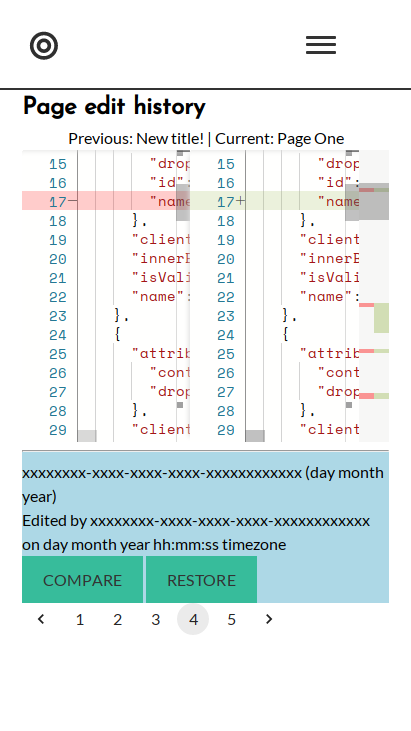 Page edit history
Previous: New title! | Current: Page One
15 "drop 15 "drop
16 "id": 16 "id":
17− "name 17+ "name
18 }, 18 },
19 "client 19 "client
20 "innerE 20 "innerE
21 "isVali 21 "isVali
22 "name": 22 "name":
23 }, 23 },
24 { 24 {
25 "attrib 25 "attrib
26 "cont 26 "cont
27 "drop 27 "drop
28 }, 28 },
29 "client 29 "client
xxxxxxxx-xxxx-xxxx-xxxx-xxxxxxxxxxxx (day month
year)
Edited by xxxxxxxx-xxxx-xxxx-xxxx-xxxxxxxxxxxx
on day month year hh:mm:ss timezone
COMPARE RESTORE
1 2 3 4 5